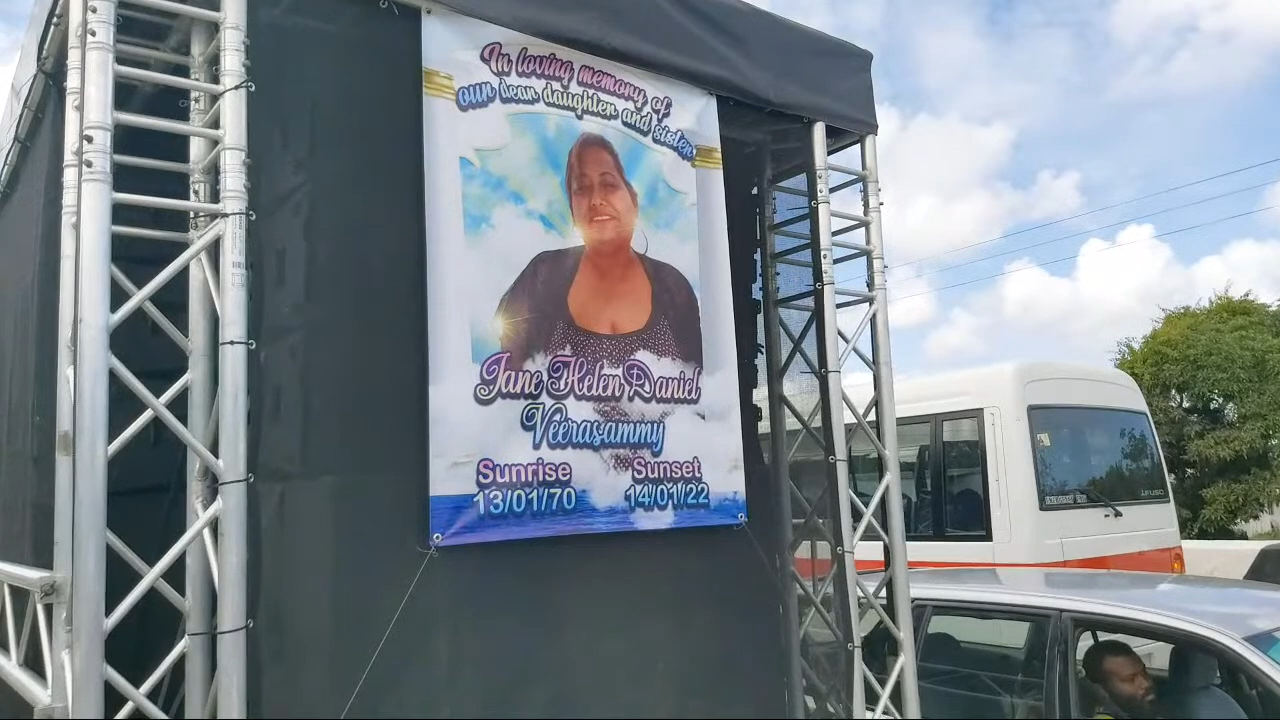 In loving memory of
our dear daughter and sister
Jane Helen Daniel
Veerasammy
Sunrise Sunset
13/01/70 14/01/22
FUSO